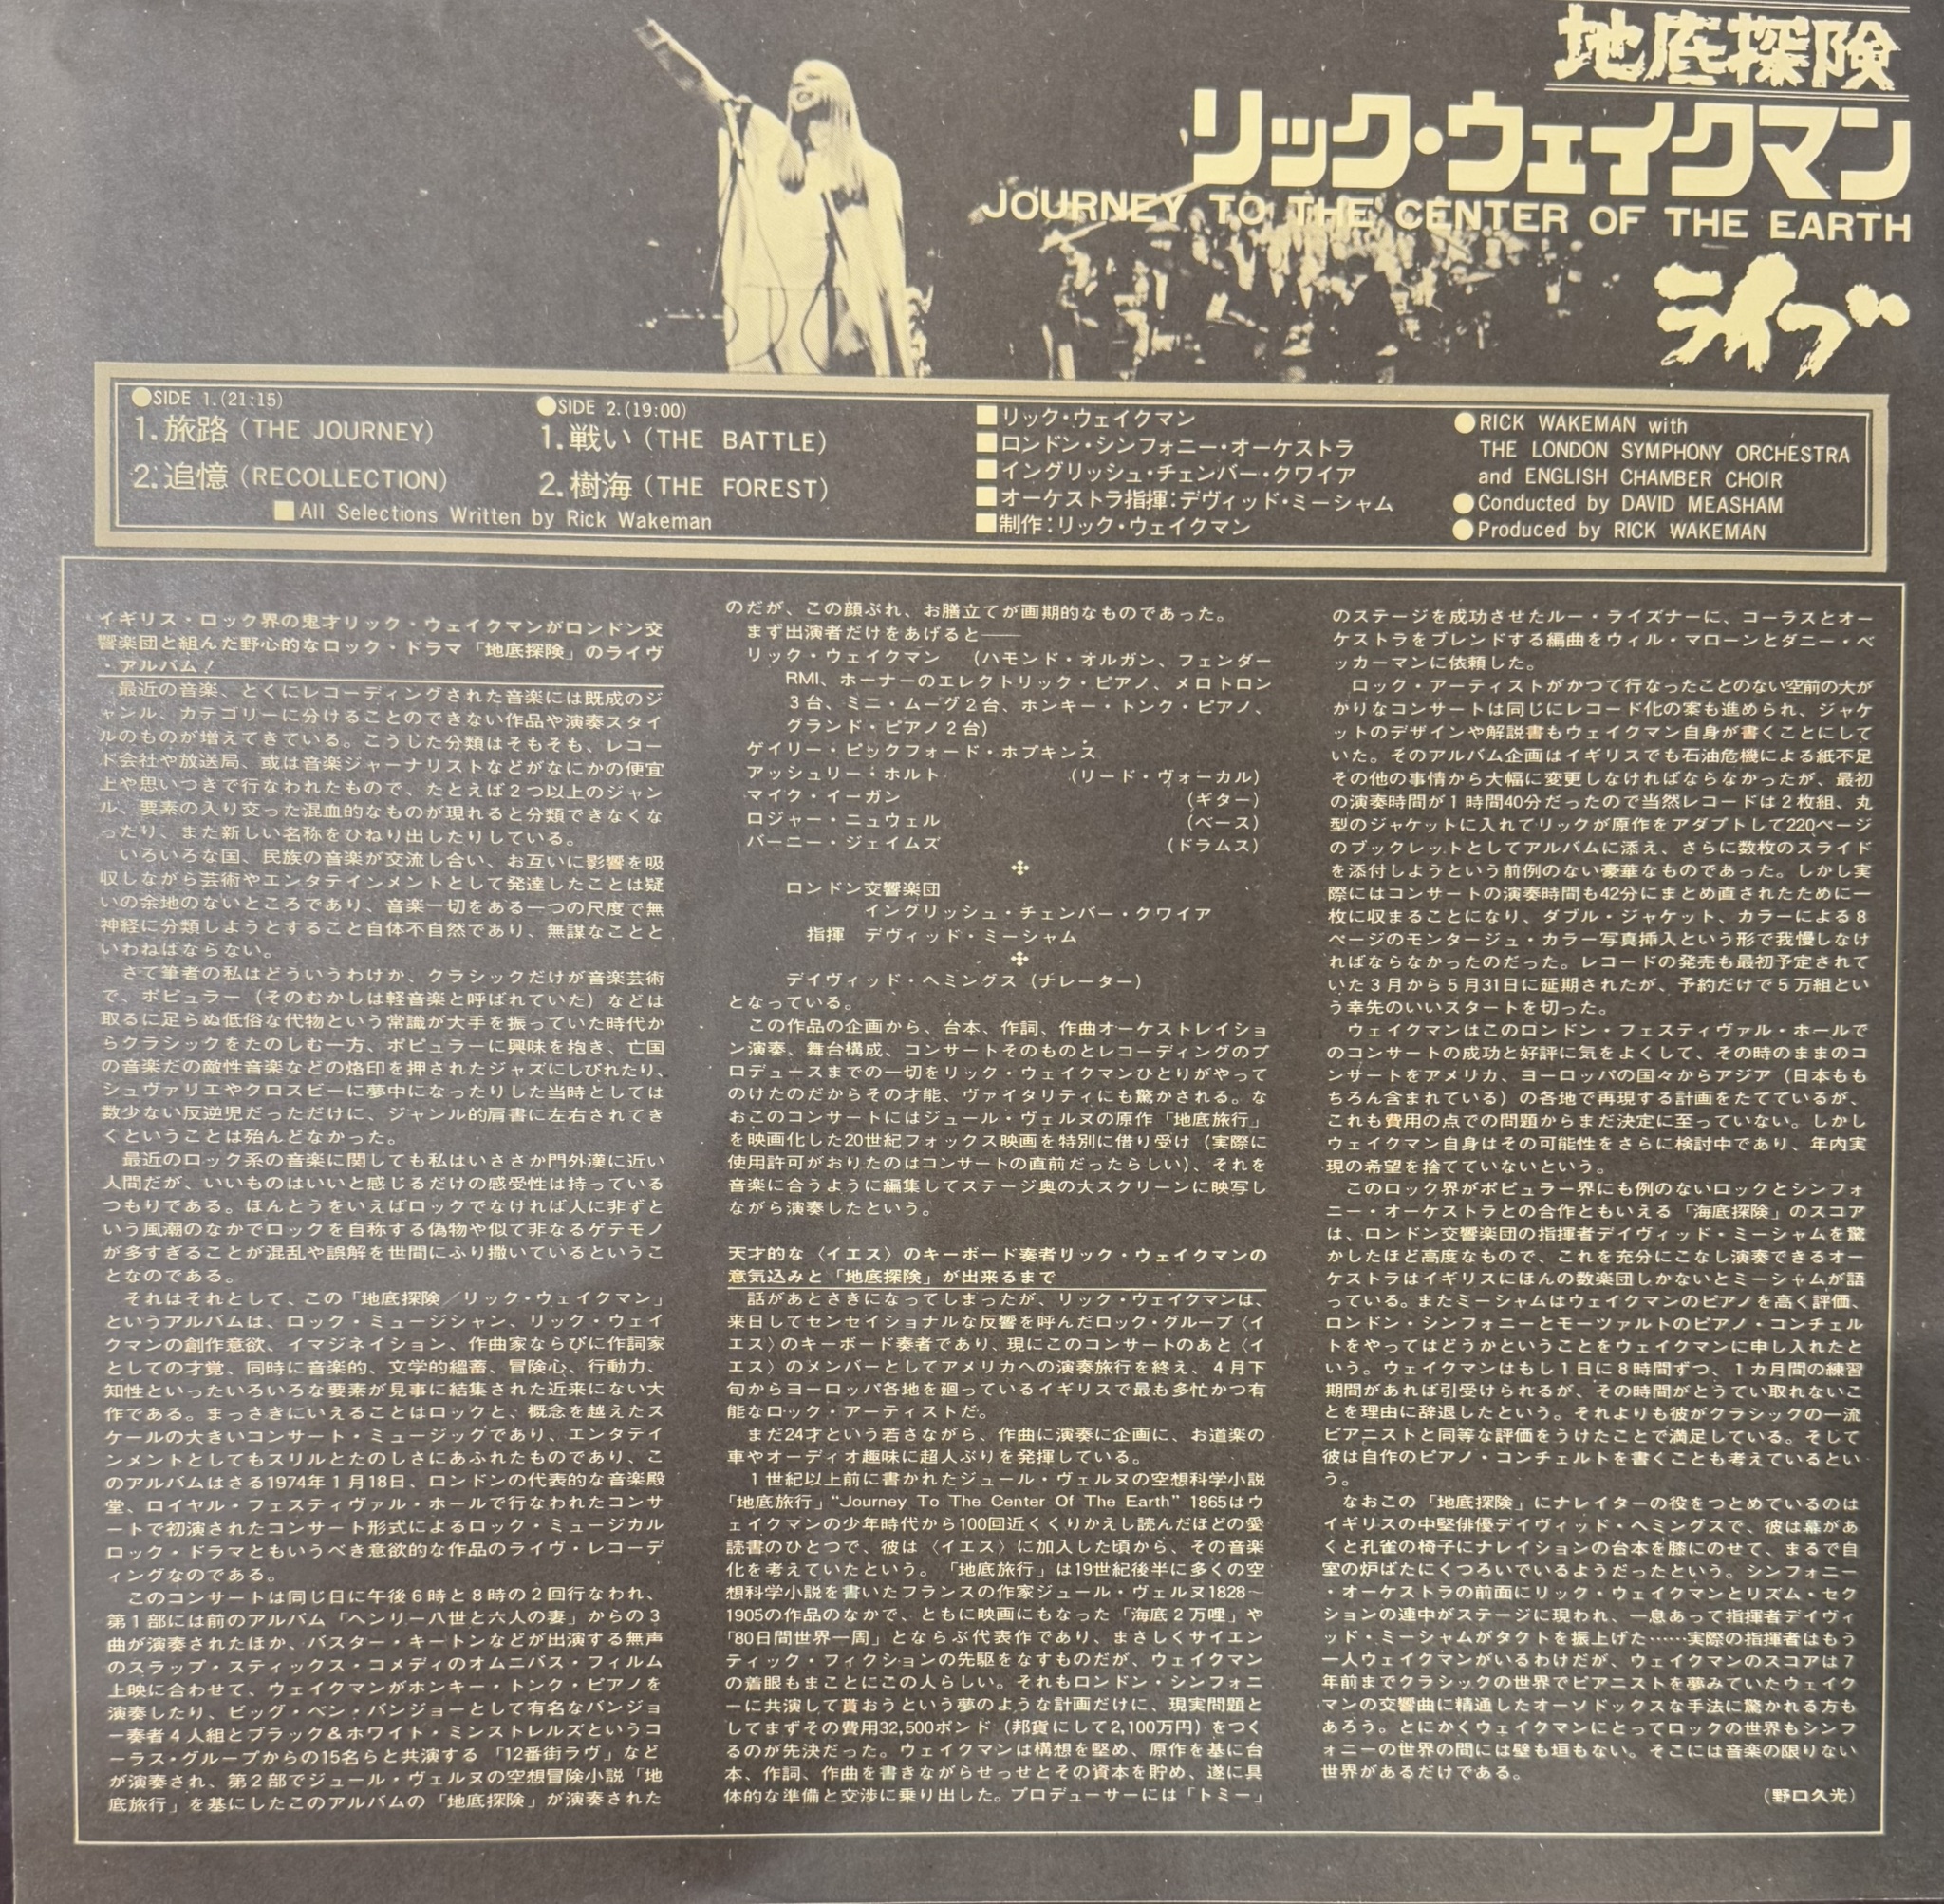 地底探険
リック・ウェイクマン
JOURNEY TO THE CENTER OF THE EARTH
ライブ
●SIDE 1.(21:15)
1.旅路(THE JOURNEY)
2.追憶(RECOLLECTION)
●SIDE 2.(19:00)
1.戦い(THE BATTLE)
2.樹海(THE FOREST)
■All Selections Written by Rick Wakeman
■リック・ウェイクマン
■ロンドン・シンフォニー・オーケストラ
■イングリッシュ・チェンバー・クワイア
■オーケストラ指揮：デヴィッド・ミーシャム
■制作：リック・ウェイクマン
●RICK WAKEMAN with
THE LONDON SYMPHONY ORCHESTRA
and ENGLISH CHAMBER CHOIR
●Conducted by DAVID MEASHAM
●Produced by RICK WAKEMAN
イギリス・ロック界の鬼才リック・ウェイクマンがロンドン交
響楽団と組んだ野心的なロック・ドラマ「地底探険」のライヴ
・アルバム！
最近の音楽、とくにレコーディングされた音楽には既成のジ
ャンル、カテゴリーに分けることのできない作品や演奏スタイ
ルのものが増えてきている。こうした分類はそもそも、レコー
ド会社や放送局、或は音楽ジャーナリストなどがなにかの便宜
上や思いつきで行なわれたもので、たとえば２つ以上のジャン
ル、要素の入り交った混血的なものが現れると分類できなくな
ったり、また新しい名称をひねり出したりしている。
いろいろな国、民族の音楽が交流し合い、お互いに影響を吸
収しながら芸術やエンタテインメントとして発達したことは疑
いの余地のないところであり、音楽一切をある一つの尺度で無
神経に分類しようとすること自体不自然であり、無謀なことと
いわねばならない。
さて筆者の私はどういうわけか、クラシックだけが音楽芸術
で、ポピュラー（そのむかしは軽音楽と呼ばれていた）などは
取るに足らぬ低俗な代物という常識が大手を振っていた時代か
らクラシックをたのしむ一方、ポピュラーに興味を抱き、亡国
の音楽だの敵性音楽などの烙印を押されたジャズにしびれたり、
シュヴァリエやクロスビーに夢中になったりした当時としては
数少ない反逆児だっただけに、ジャンル的肩書に左右されてき
くということは殆んどなかった。
最近のロック系の音楽に関しても私はいささか門外漢に近い
人間だが、いいものはいいと感じるだけの感受性は持っている
つもりである。ほんとうをいえばロックでなければ人に非ずと
いう風潮のなかでロックを自称する偽物や似て非なるゲテモノ
が多すぎることが混乱や誤解を世間にふり撒いているというこ
となのである。
それはそれとして、この「地底探険／リック・ウェイクマン」
というアルバムは、ロック・ミュージシャン、リック・ウェイ
クマンの創作意欲、イマジネイション、作曲家ならびに作詞家
としての才覚、同時に音楽的、文学的縕蓄、冒険心、行動力、
知性といったいろいろな要素が見事に結集された近来にない大
作である。まっさきにいえることはロックと、概念を越えたス
ケールの大きいコンサート・ミュージックであり、エンタテイ
ンメントとしてもスリルとたのしさにあふれたものであり、こ
のアルバムはさる1974年１月18日、ロンドンの代表的な音楽殿
堂、ロイヤル・フェスティヴァル・ホールで行なわれたコンサ
ートで初演されたコンサート形式によるロック・ミュージカル
ロック・ドラマともいうべき意欲的な作品のライヴ・レコーデ
ィングなのである。
このコンサートは同じ日に午後６時と８時の２回行なわれ、
第１部には前のアルバム「ヘンリー八世と六人の妻」からの３
曲が演奏されたほか、バスター・キートンなどが出演する無声
のスラップ・スティックス・コメディのオムニバス・フィルム
上映に合わせて、ウェイクマンがホンキー・トンク・ピアノを
演奏したり、ビッグ・ベン・バンジョーとして有名なバンジョ
ー奏者４人組とブラック＆ホワイト・ミンストレルズというコ
ーラス・グループからの15名らと共演する「12番街ラヴ」など
が演奏され、第２部でジュール・ヴェルヌの空想冒険小説「地
底旅行」を基にしたこのアルバムの「地底探険」が演奏された
のだが、この顔ぶれ、お膳立てが画期的なものであった。
まず出演者だけをあげると——
リック・ウェイクマン　（ハモンド・オルガン、フェンダー
RMI、ホーナーのエレクトリック・ピアノ、メロトロン
３台、ミニ・ムーグ２台、ホンキー・トンク・ピアノ、
グランド・ピアノ２台）
ゲイリー・ピックフォード・ホプキンス
アッシュリー・ホルト　（リード・ヴォーカル）
マイク・イーガン　（ギター）
ロジャー・ニュウェル　（ベース）
バーニー・ジェイムズ　（ドラムス）
ロンドン交響楽団
イングリッシュ・チェンバー・クワイア
指揮　デヴィッド・ミーシャム
デイヴィッド・ヘミングス（ナレーター）
となっている。
この作品の企画から、台本、作詞、作曲オーケストレイショ
ン演奏、舞台構成、コンサートそのものとレコーディングのプ
ロデュースまでの一切をリック・ウェイクマンひとりがやって
のけたのだからその才能、ヴァイタリティにも驚かされる。な
おこのコンサートにはジュール・ヴェルヌの原作「地底旅行」
を映画化した20世紀フォックス映画を特別に借り受け（実際に
使用許可がおりたのはコンサートの直前だったらしい）、それを
音楽に合うように編集してステージ奥の大スクリーンに映写し
ながら演奏したという。
天才的な〈イエス〉のキーボード奏者リック・ウェイクマンの
意気込みと「地底探険」が出来るまで
話があとさきになってしまったが、リック・ウェイクマンは、
来日してセンセイショナルな反響を呼んだロック・グループ〈イ
エス〉のキーボード奏者であり、現にこのコンサートのあと〈イ
エス〉のメンバーとしてアメリカへの演奏旅行を終え、４月下
旬からヨーロッパ各地を廻っているイギリスで最も多忙かつ有
能なロック・アーティストだ。
まだ24才という若さながら、作曲に演奏に企画に、お道楽の
車やオーディオ趣味に超人ぶりを発揮している。
１世紀以上前に書かれたジュール・ヴェルヌの空想科学小説
「地底旅行」“Journey To The Center Of The Earth” 1865はウ
ェイクマンの少年時代から100回近くくりかえし読んだほどの愛
読書のひとつで、彼は〈イエス〉に加入した頃から、その音楽
化を考えていたという。「地底旅行」は19世紀後半に多くの空
想科学小説を書いたフランスの作家ジュール・ヴェルヌ1828〜
1905の作品のなかで、ともに映画にもなった「海底２万哩」や
「80日間世界一周」とならぶ代表作であり、まさしくサイエン
ティック・フィクションの先駆をなすものだが、ウェイクマン
の着眼もまことにこの人らしい。それもロンドン・シンフォニ
ーに共演して貰おうという夢のような計画だけに、現実問題と
してまずその費用32,500ポンド（邦貨にして2,100万円）をつく
るのが先決だった。ウェイクマンは構想を堅め、原作を基に台
本、作詞、作曲を書きながらせっせとその資本を貯め、遂に具
体的な準備と交渉に乗り出した。プロデューサーには「トミー」
のステージを成功させたルー・ライズナーに、コーラスとオー
ケストラをブレンドする編曲をウィル・マローンとダニー・ベ
ッカーマンに依頼した。
ロック・アーティストがかつて行なったことのない空前の大が
かりなコンサートは同じにレコード化の案も進められ、ジャケ
ットのデザインや解説書もウェイクマン自身が書くことにして
いた。そのアルバム企画はイギリスでも石油危機による紙不足
その他の事情から大幅に変更しなければならなかったが、最初
の演奏時間が１時間40分だったので当然レコードは２枚組、丸
型のジャケットに入れてリックが原作をアダプトして220ページ
のブックレットとしてアルバムに添え、さらに数枚のスライド
を添付しようという前例のない豪華なものであった。しかし実
際にはコンサートの演奏時間も42分にまとめ直されたために一
枚に収まることになり、ダブル・ジャケット、カラーによる８
ページのモンタージュ・カラー写真挿入という形で我慢しなけ
ればならなかったのだった。レコードの発売も最初予定されて
いた３月から５月31日に延期されたが、予約だけで５万組とい
う幸先のいいスタートを切った。
ウェイクマンはこのロンドン・フェスティヴァル・ホールで
のコンサートの成功と好評に気をよくして、その時のままのコ
ンサートをアメリカ、ヨーロッパの国々からアジア（日本もも
ちろん含まれている）の各地で再現する計画をたてているが、
これも費用の点での問題からまだ決定に至っていない。しかし
ウェイクマン自身はその可能性をさらに検討中であり、年内実
現の希望を捨てていないという。
このロック界がポピュラー界にも例のないロックとシンフォ
ニー・オーケストラとの合作ともいえる「海底探険」のスコア
は、ロンドン交響楽団の指揮者デイヴィッド・ミーシャムを驚
かしたほど高度なもので、これを充分にこなし演奏できるオー
ケストラはイギリスにほんの数楽団しかないとミーシャムが語
っている。またミーシャムはウェイクマンのピアノを高く評価、
ロンドン・シンフォニーとモーツァルトのピアノ・コンチェル
トをやってはどうかということをウェイクマンに申し入れたと
いう。ウェイクマンはもし１日に８時間ずつ、１カ月間の練習
期間があれば引受けられるが、その時間がとうてい取れないこ
とを理由に辞退したという。それよりも彼がクラシックの一流
ピアニストと同等な評価をうけたことで満足している。そして
彼は自作のピアノ・コンチェルトを書くことも考えているとい
う。
なおこの「地底探険」にナレイターの役をつとめているのは
イギリスの中堅俳優デイヴィッド・ヘミングスで、彼は幕があ
くと孔雀の椅子にナレイションの台本を膝にのせて、まるで自
室の炉ばたにくつろいでいるようだったという。シンフォニー
・オーケストラの前面にリック・ウェイクマンとリズム・セク
ションの連中がステージに現われ、一息あって指揮者デイヴィ
ッド・ミーシャムがタクトを振上げた……実際の指揮者はもう
一人ウェイクマンがいるわけだが、ウェイクマンのスコアは７
年前までクラシックの世界でピアニストを夢みていたウェイク
マンの交響曲に精通したオーソドックスな手法に驚かれる方も
あろう。とにかくウェイクマンにとってロックの世界もシンフ
ォニーの世界の間には壁も垣もない。そこには音楽の限りない
世界があるだけである。
（野口久光）